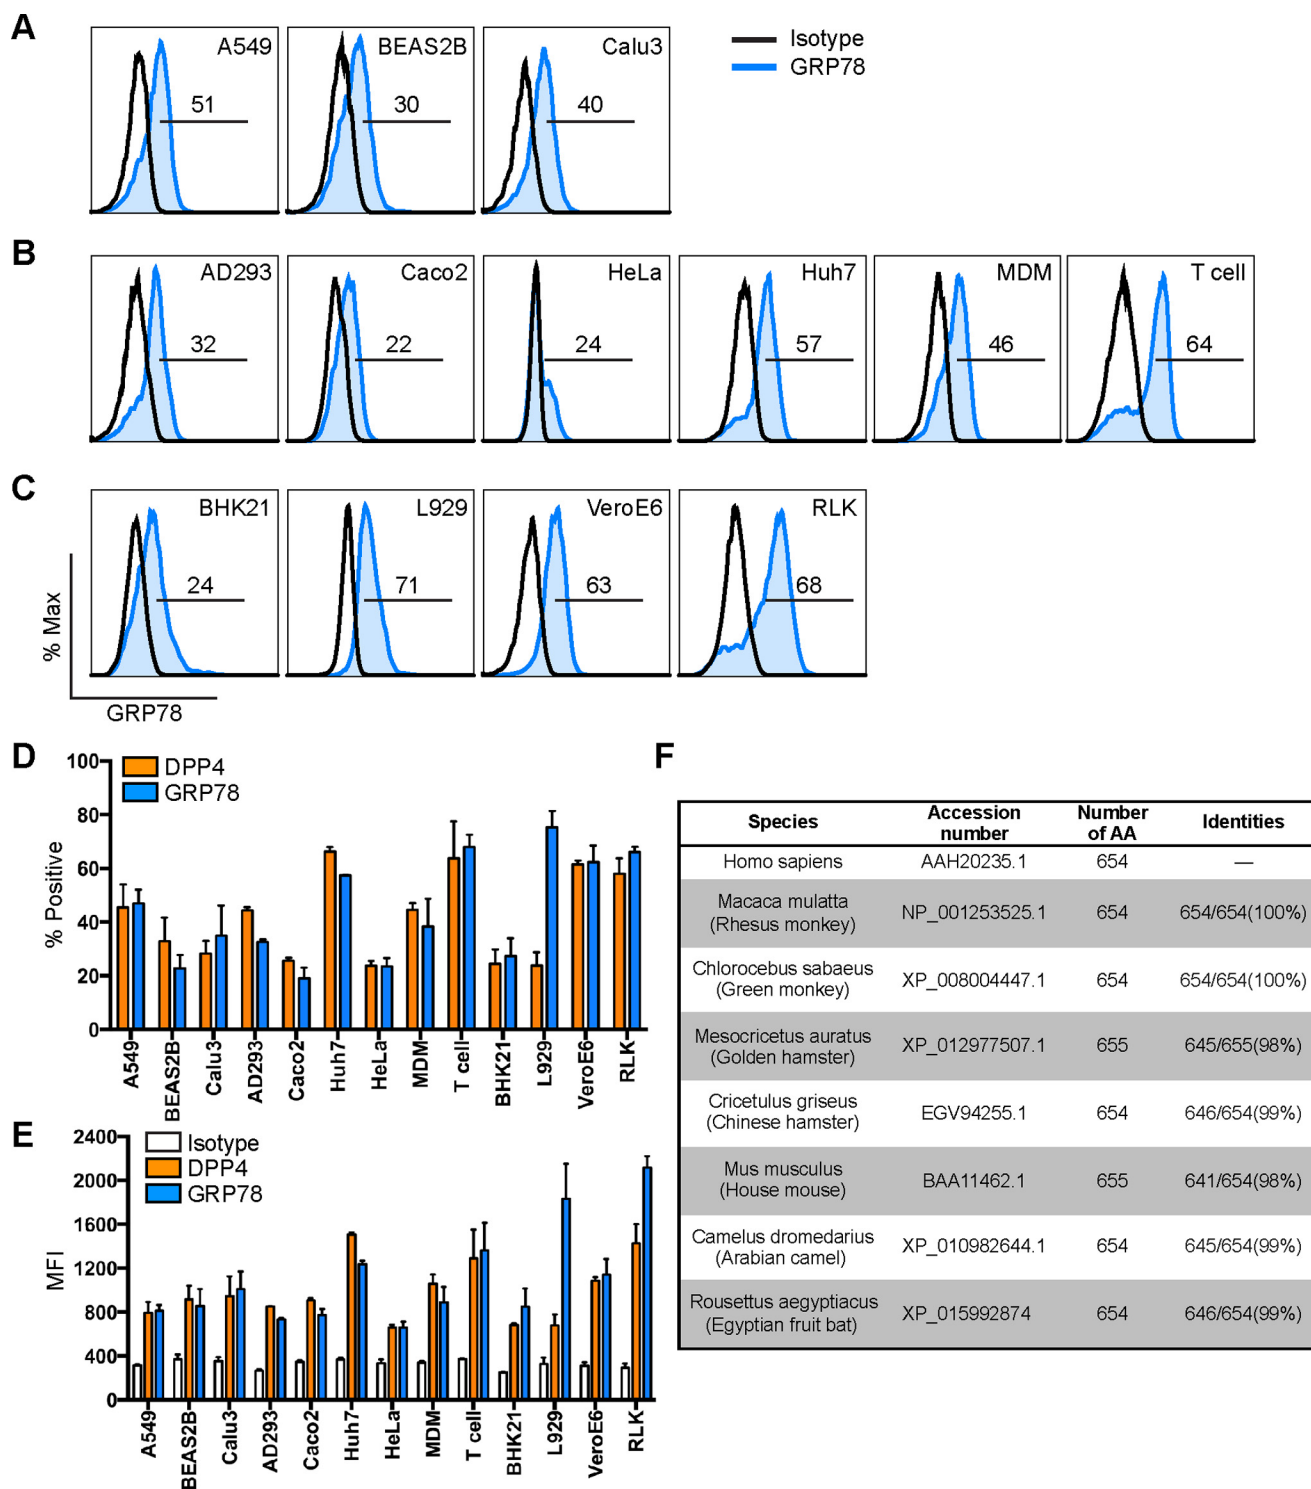 A
A549
BEAS2B
Calu3
Isotype
GRP78
51
30
40
B
AD293
Caco2
HeLa
Huh7
MDM
T cell
32
22
24
57
46
64
C
BHK21
L929
VeroE6
RLK
24
71
63
68
% Max
GRP78
D
DPP4
GRP78
% Positive
100
80
60
40
20
0
A549
BEAS2B
Calu3
AD293
Caco2
Huh7
HeLa
MDM
T cell
BHK21
L929
VeroE6
RLK
E
Isotype
DPP4
GRP78
MFI
2400
2000
1600
1200
800
400
0
A549
BEAS2B
Calu3
AD293
Caco2
Huh7
HeLa
MDM
T cell
BHK21
L929
VeroE6
RLK
F
Species Accession number Number of AA Identities
Homo sapiens AAH20235.1 654 —
Macaca mulatta (Rhesus monkey) NP_001253525.1 654 654/654(100%)
Chlorocebus sabaeus (Green monkey) XP_008004447.1 654 654/654(100%)
Mesocricetus auratus (Golden hamster) XP_012977507.1 655 645/655(98%)
Cricetulus griseus (Chinese hamster) EGV94255.1 654 646/654(99%)
Mus musculus (House mouse) BAA11462.1 655 641/654(98%)
Camelus dromedarius (Arabian camel) XP_010982644.1 654 645/654(99%)
Rousettus aegyptiacus (Egyptian fruit bat) XP_015992874 654 646/654(99%)